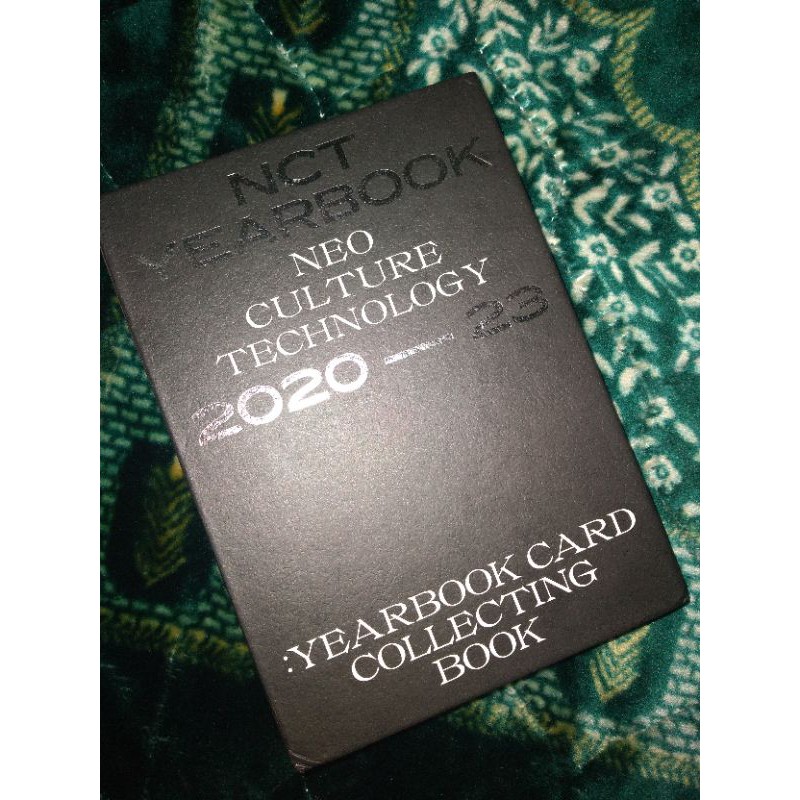 NCT
YEARBOOK
NEO
CULTURE
TECHNOLOGY
2020 — 23
:YEARBOOK CARD
COLLECTING
BOOK